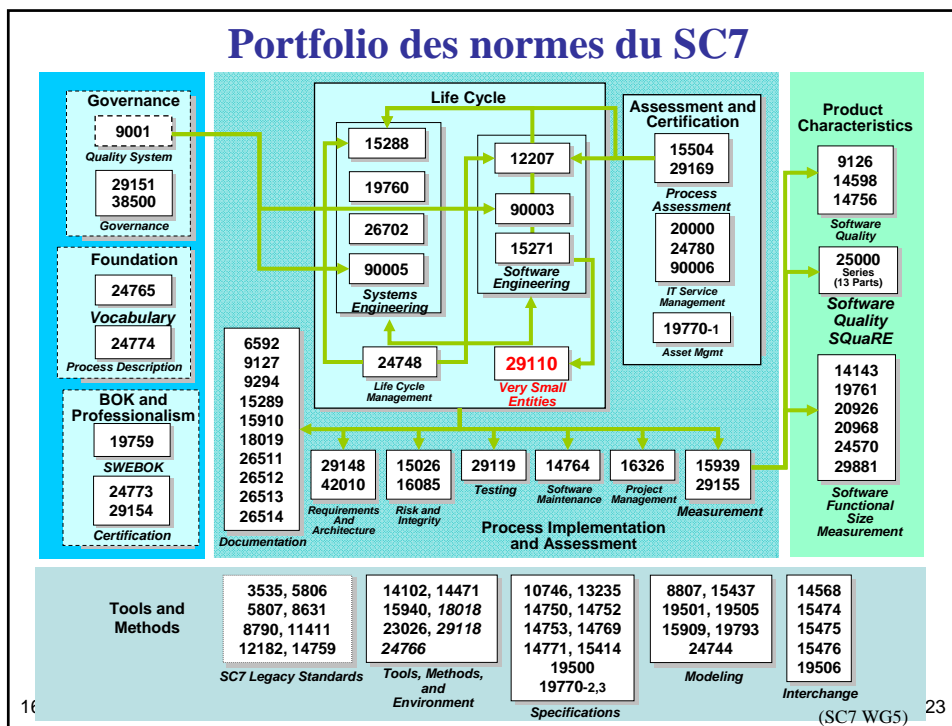 Portfolio des normes du SC7
Governance
9001
Quality System
29151
38500
Governance
Foundation
24765
Vocabulary
24774
Process Description
BOK and
Professionalism
19759
SWEBOK
24773
29154
Certification
Life Cycle
15288
19760
26702
90005
Systems
Engineering
12207
90003
15271
Software
Engineering
24748
Life Cycle
Management
29110
Very Small
Entities
Assessment and
Certification
15504
29169
Process
Assessment
20000
24780
90006
IT Service
Management
19770-1
Asset Mgmt
6592
9127
9294
15289
15910
18019
26511
26512
26513
26514
Documentation
29148
42010
Requirements
And
Architecture
15026
16085
Risk and
Integrity
29119
Testing
14764
Software
Maintenance
16326
Project
Management
15939
29155
Measurement
Process Implementation
and Assessment
Product
Characteristics
9126
14598
14756
Software
Quality
25000
Series
(13 Parts)
Software
Quality
SQuaRE
14143
19761
20926
20968
24570
29881
Software
Functional
Size
Measurement
Tools and
Methods
3535, 5806
5807, 8631
8790, 11411
12182, 14759
SC7 Legacy Standards
14102, 14471
15940, 18018
23026, 29118
24766
Tools, Methods,
and
Environment
10746, 13235
14750, 14752
14753, 14769
14771, 15414
19500
19770-2,3
Specifications
8807, 15437
19501, 19505
15909, 19793
24744
Modeling
14568
15474
15475
15476
19506
Interchange
(SC7 WG5)
23